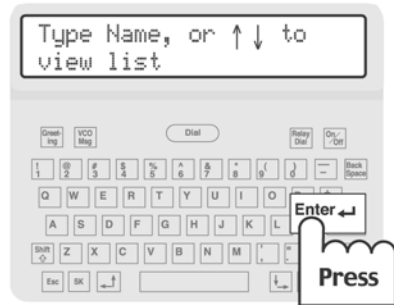 Type Name, or ↑↓ to
view list
Greet-
ing
VCO
Msg
Dial
Relay
Dial
On/
Off
! 1 @ 2 # 3 $ 4 % 5 ^ 6 & 7 * 8 ( 9 ) 0 —
Back
Space
Q W E R T Y U I O
A S D F G H J K L
Enter ↵
Shift Z X C V B N M
Esc SK
Press